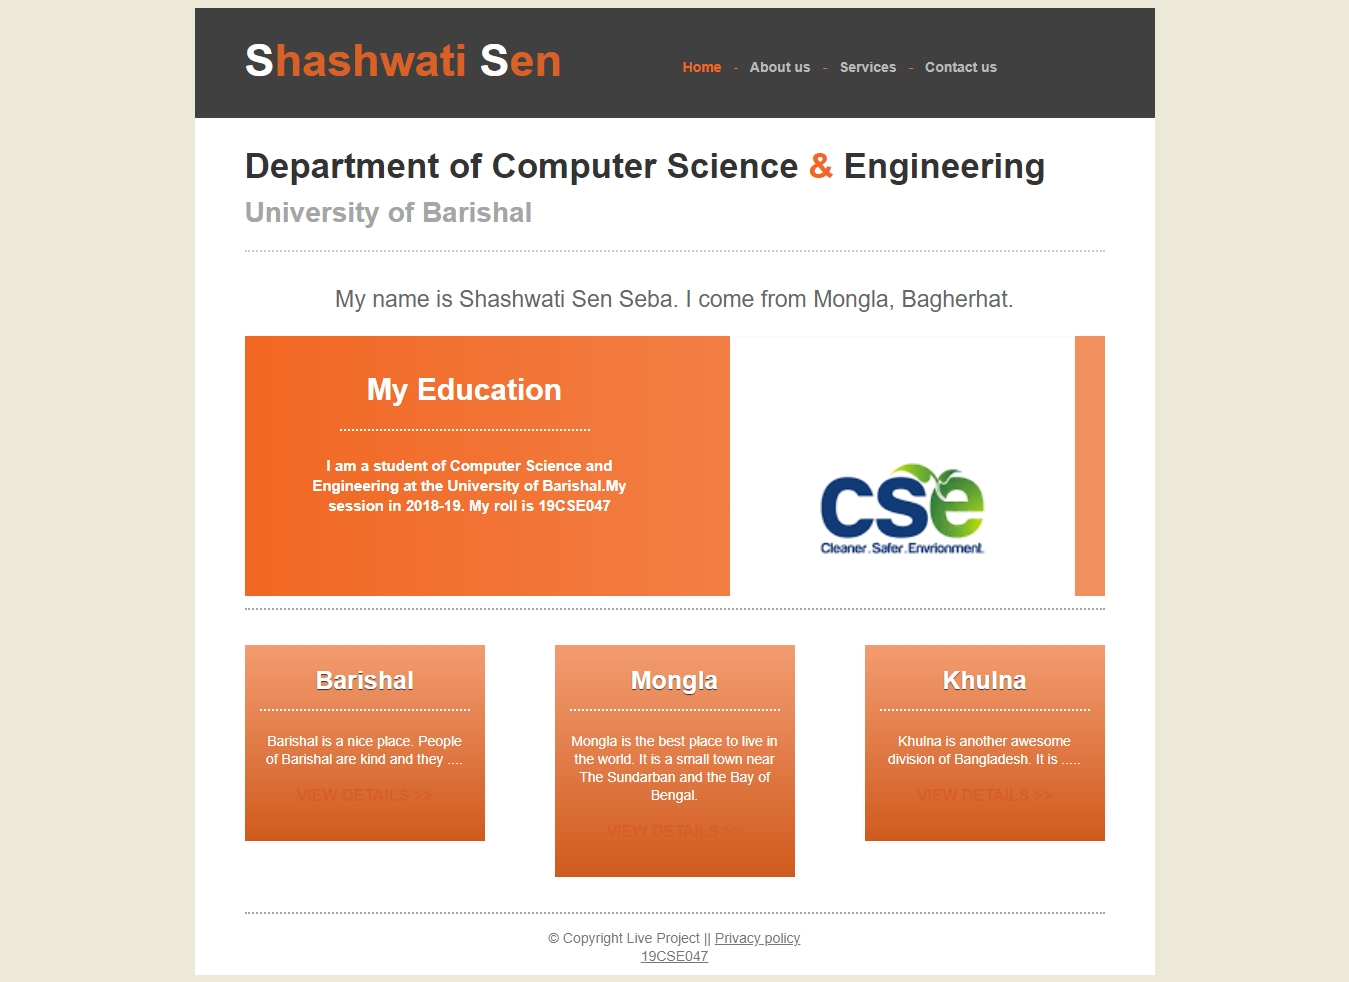 Shashwati Sen
Home - About us - Services - Contact us
Department of Computer Science & Engineering
University of Barishal
My name is Shashwati Sen Seba. I come from Mongla, Bagherhat.
My Education
I am a student of Computer Science and
Engineering at the University of Barishal.My
session in 2018-19. My roll is 19CSE047
cse
Cleaner.Safer.Envrionment.
Barishal
Barishal is a nice place. People
of Barishal are kind and they ....
VIEW DETAILS >>
Mongla
Mongla is the best place to live in
the world. It is a small town near
The Sundarban and the Bay of
Bengal.
VIEW DETAILS >>
Khulna
Khulna is another awesome
division of Bangladesh. It is .....
VIEW DETAILS >>
© Copyright Live Project || Privacy policy
19CSE047